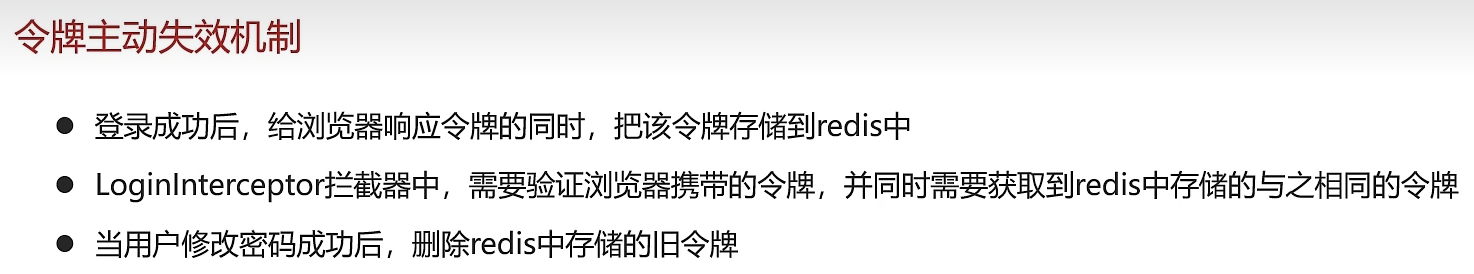 令牌主动失效机制
● 登录成功后，给浏览器响应令牌的同时，把该令牌存储到redis中
● LoginInterceptor拦截器中，需要验证浏览器携带的令牌，并同时需要获取到redis中存储的与之相同的令牌
● 当用户修改密码成功后，删除redis中存储的旧令牌